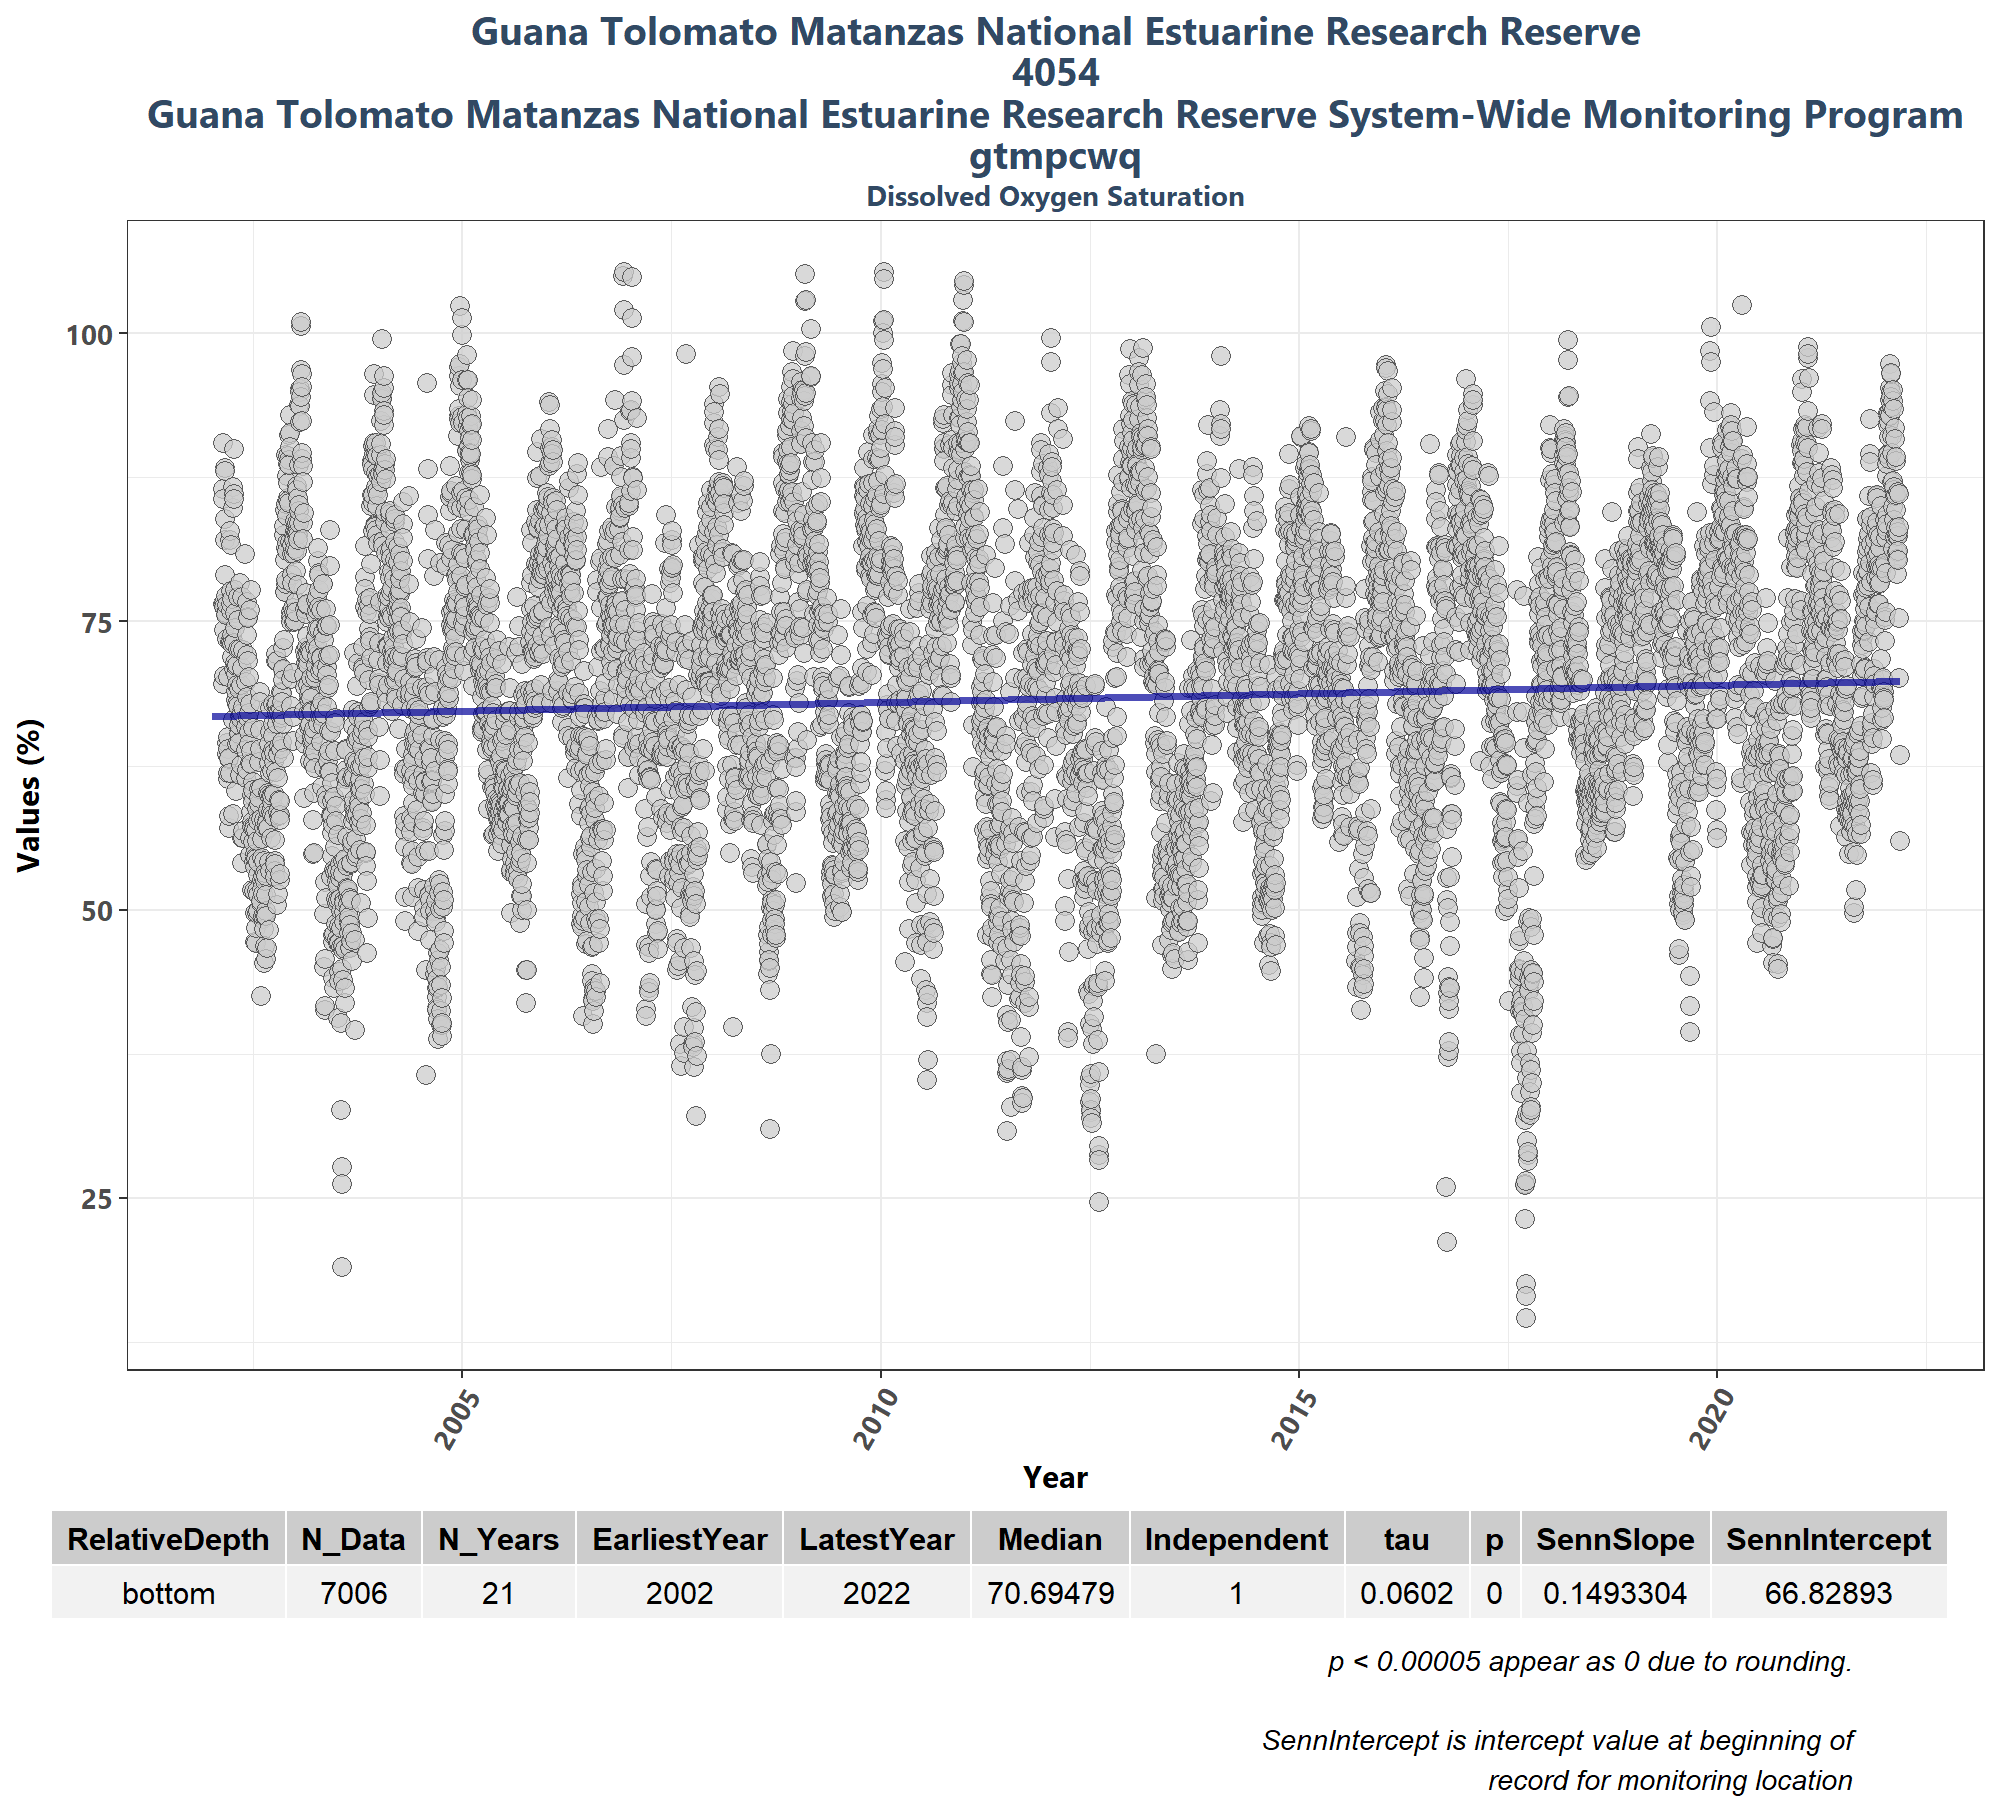 Guana Tolomato Matanzas National Estuarine Research Reserve
4054
Guana Tolomato Matanzas National Estuarine Research Reserve System-Wide Monitoring Program
gtmpcwq
Dissolved Oxygen Saturation
Values (%)
100
75
50
25
2005 2010 2015 2020
Year
RelativeDepth N_Data N_Years EarliestYear LatestYear Median Independent tau p SennSlope SennIntercept
bottom 7006 21 2002 2022 70.69479 1 0.0602 0 0.1493304 66.82893
p < 0.00005 appear as 0 due to rounding.
SennIntercept is intercept value at beginning of
record for monitoring location